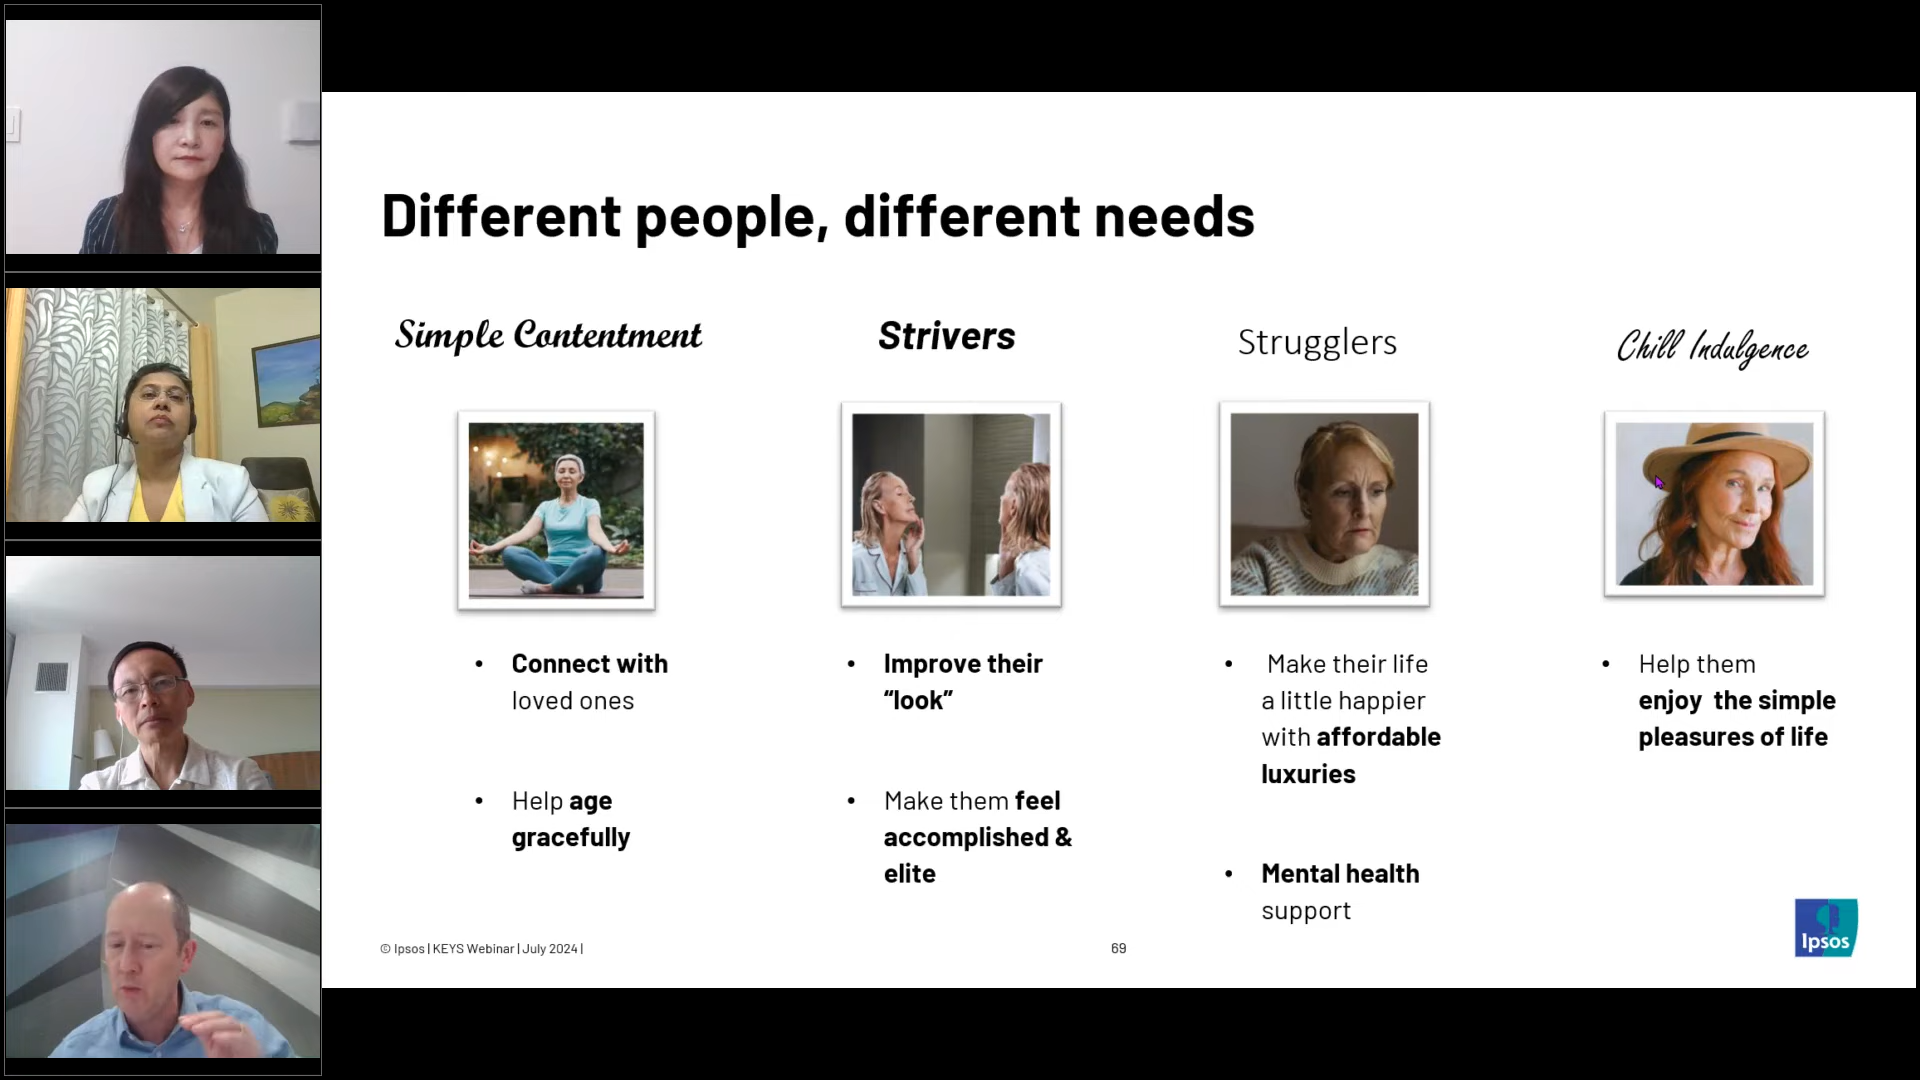 Different people, different needs
Simple Contentment
Strivers
Strugglers
Chill Indulgence
• Connect with
loved ones
• Help age
gracefully
• Improve their
“look”
• Make them feel
accomplished &
elite
• Make their life
a little happier
with affordable
luxuries
• Mental health
support
• Help them
enjoy the simple
pleasures of life
© Ipsos | KEYS Webinar | July 2024 |
69
Ipsos